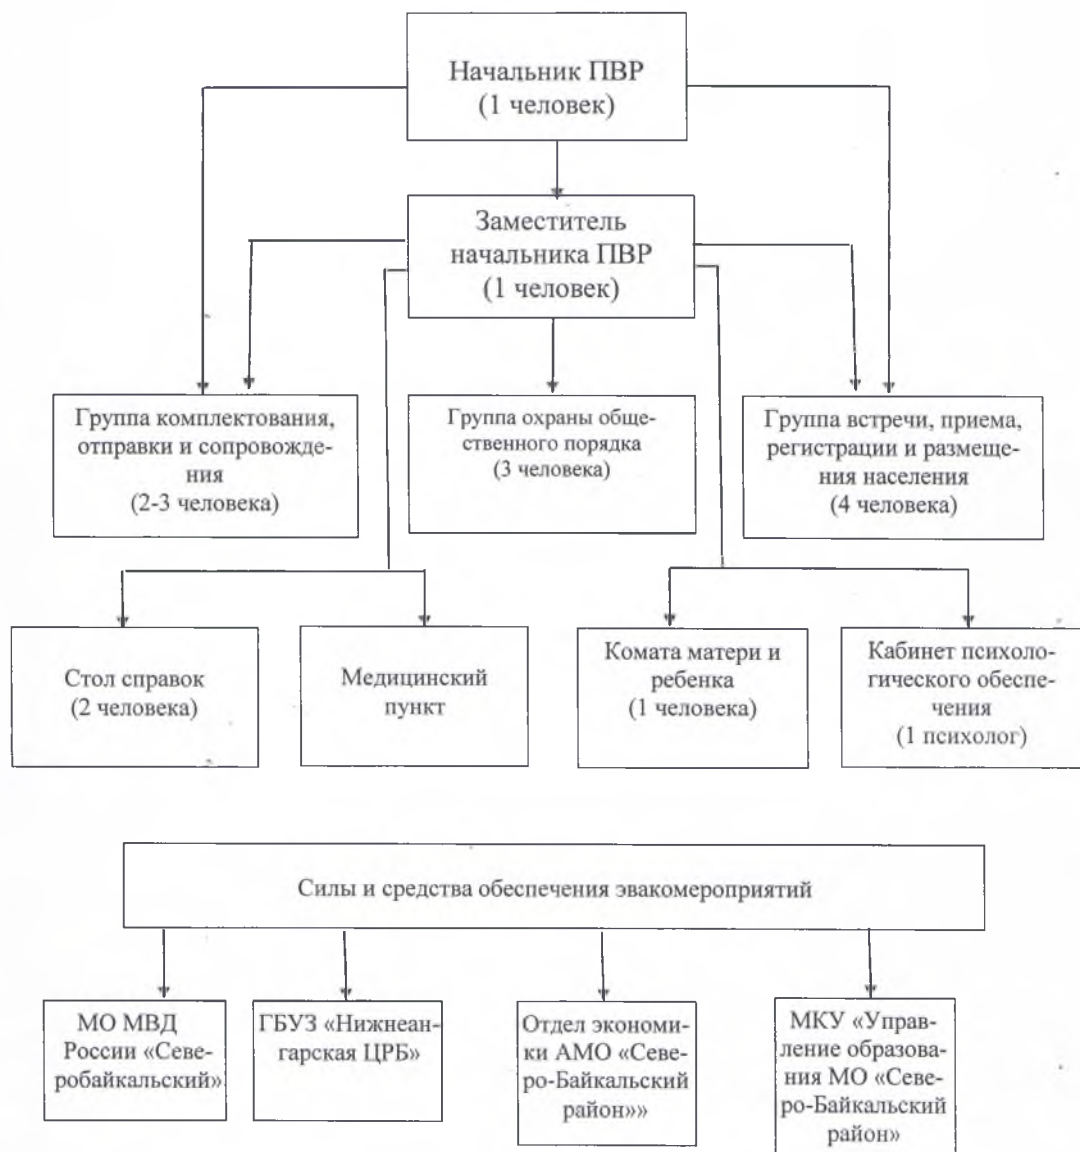 Начальник ПВР
(1 человек)
Заместитель
начальника ПВР
(1 человек)
Группа комплектования,
отправки и сопровожде-
ния
(2-3 человека)
Группа охраны обще-
ственного порядка
(3 человека)
Группа встречи, приема,
регистрации и размеще-
ния населения
(4 человека)
Стол справок
(2 человека)
Медицинский
пункт
Комата матери и
ребенка
(1 человека)
Кабинет психоло-
гического обеспе-
чения
(1 психолог)
Силы и средства обеспечения эвакомероприятий
МО МВД
России «Севе-
робайкальский»
ГБУЗ «Нижнеан-
гарская ЦРБ»
Отдел экономи-
ки АМО «Севе-
ро-Байкальский
район»»
МКУ «Управ-
ление образова-
ния МО «Севе-
ро-Байкальский
район»